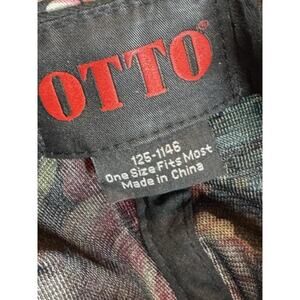 OTTO®
125-1146
One Size Fits Most
Made in China